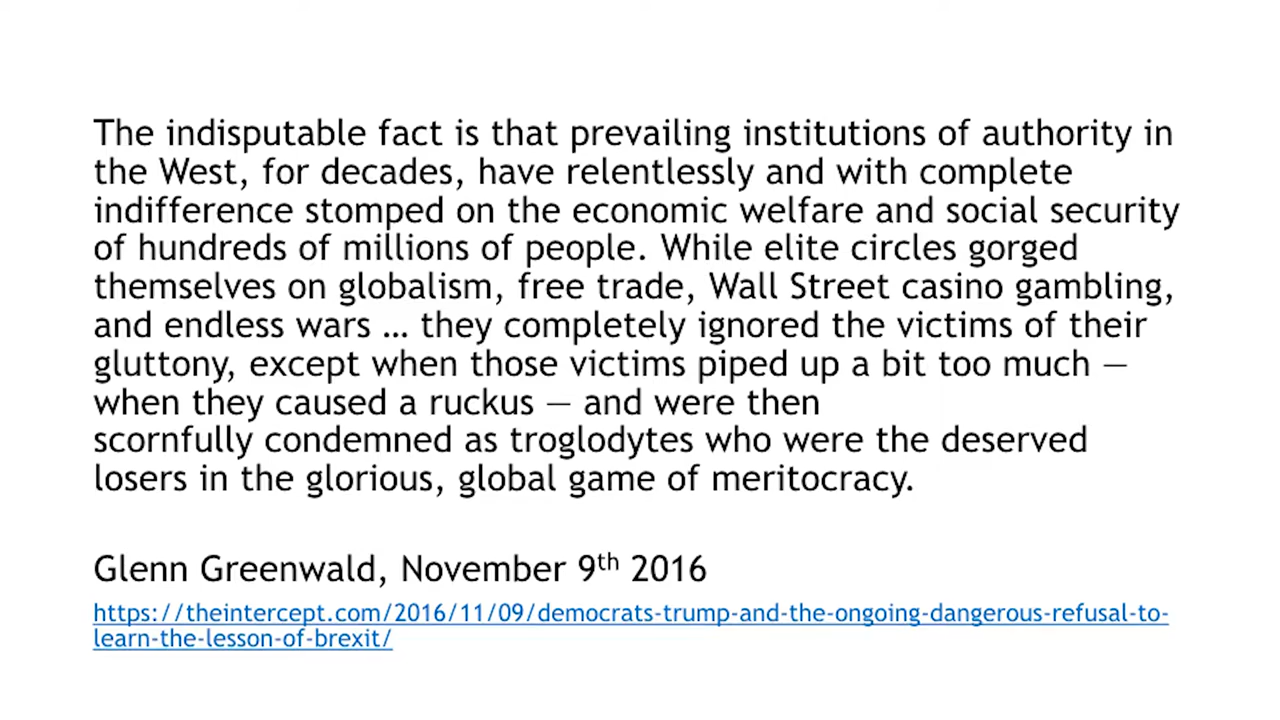 The indisputable fact is that prevailing institutions of authority in
the West, for decades, have relentlessly and with complete
indifference stomped on the economic welfare and social security
of hundreds of millions of people. While elite circles gorged
themselves on globalism, free trade, Wall Street casino gambling,
and endless wars … they completely ignored the victims of their
gluttony, except when those victims piped up a bit too much —
when they caused a ruckus — and were then
scornfully condemned as troglodytes who were the deserved
losers in the glorious, global game of meritocracy.
Glenn Greenwald, November 9th 2016
https://theintercept.com/2016/11/09/democrats-trump-and-the-ongoing-dangerous-refusal-to-
learn-the-lesson-of-brexit/